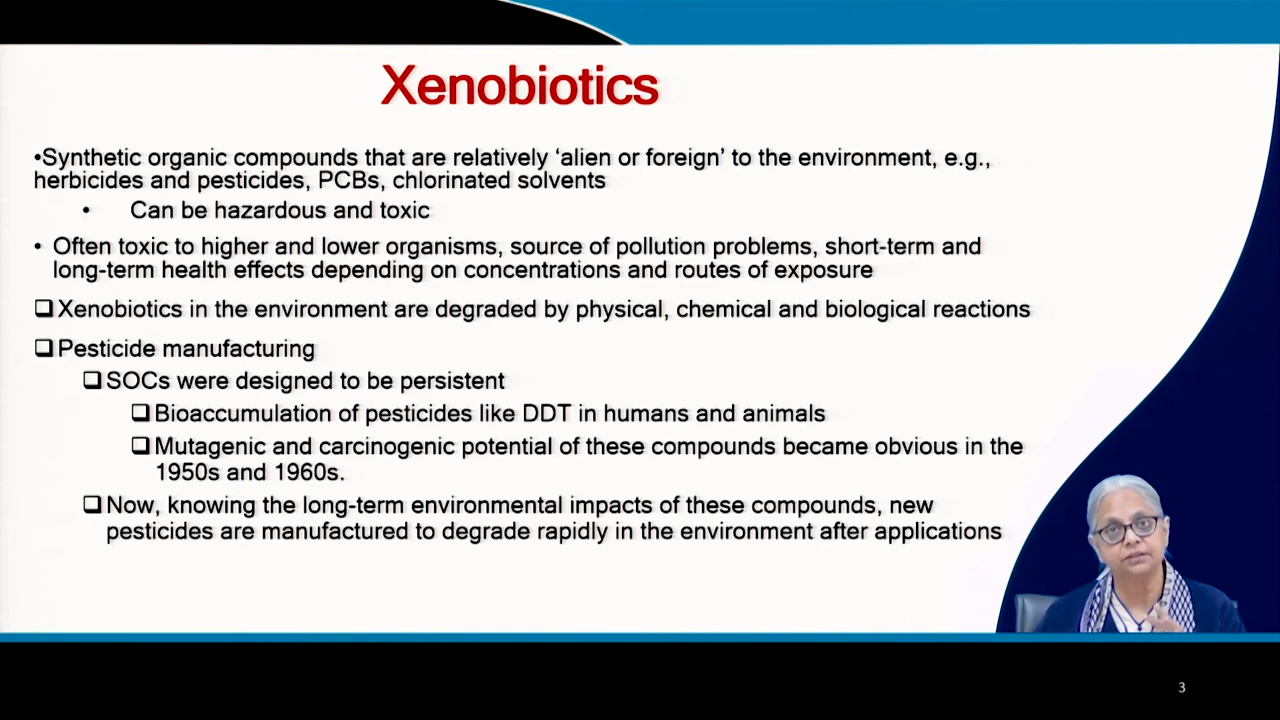 Xenobiotics
•Synthetic organic compounds that are relatively ‘alien or foreign’ to the environment, e.g.,
herbicides and pesticides, PCBs, chlorinated solvents
• Can be hazardous and toxic
• Often toxic to higher and lower organisms, source of pollution problems, short-term and
long-term health effects depending on concentrations and routes of exposure
❑Xenobiotics in the environment are degraded by physical, chemical and biological reactions
❑Pesticide manufacturing
❑SOCs were designed to be persistent
❑Bioaccumulation of pesticides like DDT in humans and animals
❑Mutagenic and carcinogenic potential of these compounds became obvious in the
1950s and 1960s.
❑Now, knowing the long-term environmental impacts of these compounds, new
pesticides are manufactured to degrade rapidly in the environment after applications
3